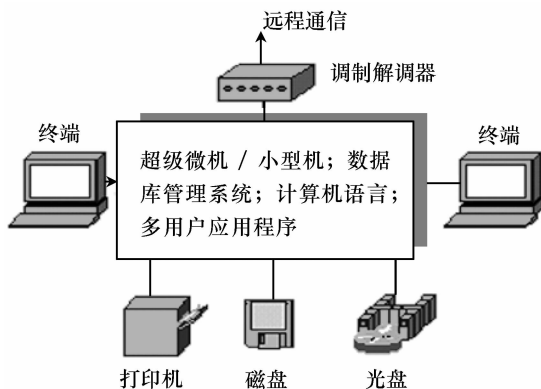 远程通信
调制解调器
终端
终端
超级微机 / 小型机；数据
库管理系统；计算机语言；
多用户应用程序
打印机
磁盘
光盘